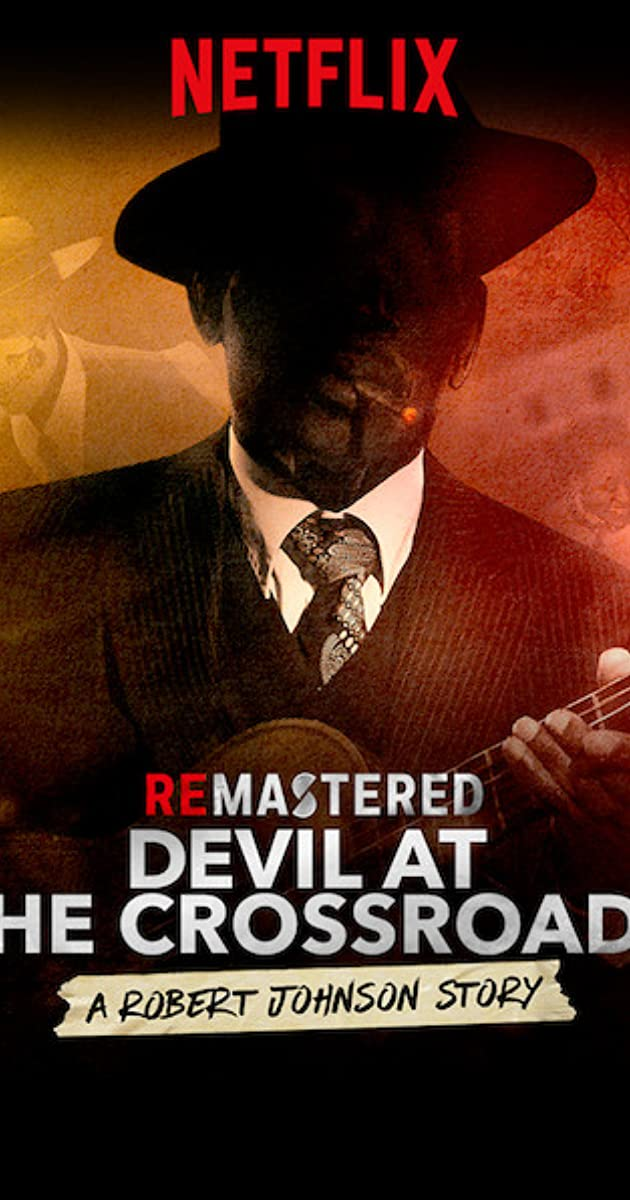 NETFLIX
REMASTERED
DEVIL AT
HE CROSSROAD
A ROBERT JOHNSON STORY